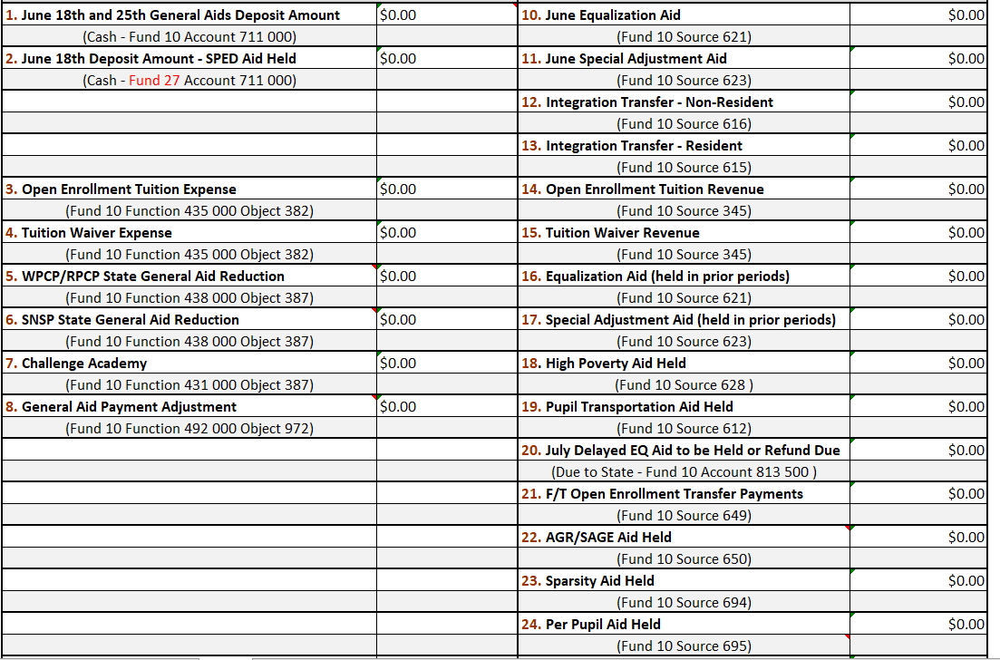 1. June 18th and 25th General Aids Deposit Amount $0.00 10. June Equalization Aid $0.00
(Cash - Fund 10 Account 711 000) (Fund 10 Source 621)
2. June 18th Deposit Amount - SPED Aid Held $0.00 11. June Special Adjustment Aid $0.00
(Cash - Fund 27 Account 711 000) (Fund 10 Source 623)
12. Integration Transfer - Non-Resident $0.00
(Fund 10 Source 616)
13. Integration Transfer - Resident $0.00
(Fund 10 Source 615)
3. Open Enrollment Tuition Expense $0.00 14. Open Enrollment Tuition Revenue $0.00
(Fund 10 Function 435 000 Object 382) (Fund 10 Source 345)
4. Tuition Waiver Expense $0.00 15. Tuition Waiver Revenue $0.00
(Fund 10 Function 435 000 Object 382) (Fund 10 Source 345)
5. WPCP/RPCP State General Aid Reduction $0.00 16. Equalization Aid (held in prior periods) $0.00
(Fund 10 Function 438 000 Object 387) (Fund 10 Source 621)
6. SNSP State General Aid Reduction $0.00 17. Special Adjustment Aid (held in prior periods) $0.00
(Fund 10 Function 438 000 Object 387) (Fund 10 Source 623)
7. Challenge Academy $0.00 18. High Poverty Aid Held $0.00
(Fund 10 Function 431 000 Object 387) (Fund 10 Source 628 )
8. General Aid Payment Adjustment $0.00 19. Pupil Transportation Aid Held $0.00
(Fund 10 Function 492 000 Object 972) (Fund 10 Source 612)
20. July Delayed EQ Aid to be Held or Refund Due $0.00
(Due to State - Fund 10 Account 813 500 )
21. F/T Open Enrollment Transfer Payments $0.00
(Fund 10 Source 649)
22. AGR/SAGE Aid Held $0.00
(Fund 10 Source 650)
23. Sparsity Aid Held $0.00
(Fund 10 Source 694)
24. Per Pupil Aid Held $0.00
(Fund 10 Source 695)